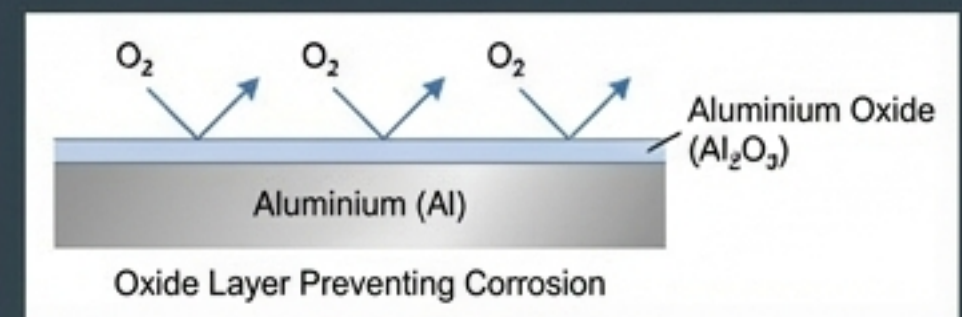 O₂ O₂ O₂
Aluminium Oxide
(Al₂O₃)
Aluminium (Al)
Oxide Layer Preventing Corrosion